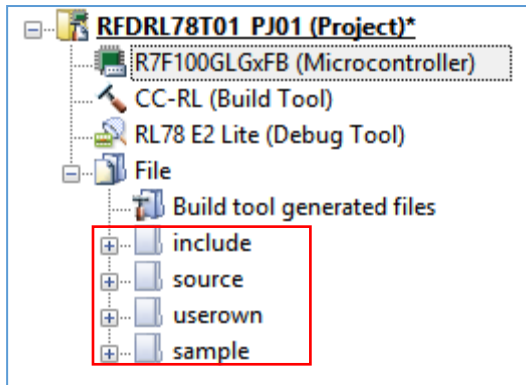 RFDRL78T01_PJ01 (Project)*
R7F100GLGxFB (Microcontroller)
CC-RL (Build Tool)
RL78 E2 Lite (Debug Tool)
File
Build tool generated files
include
source
userown
sample